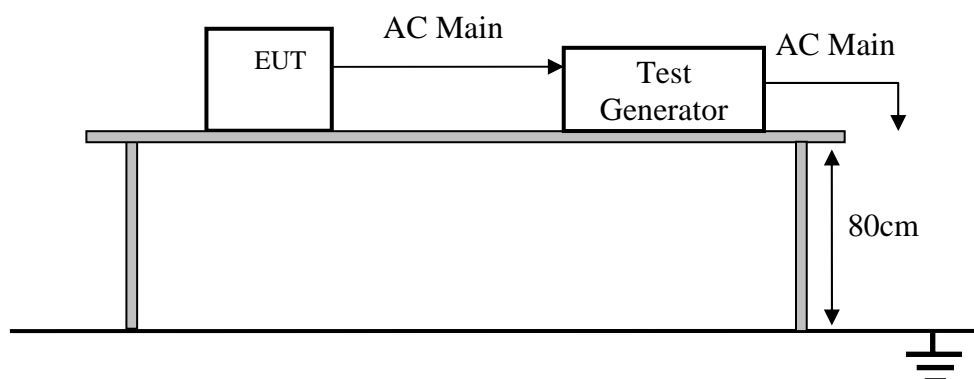 AC Main
EUT
AC Main
Test
Generator
80cm